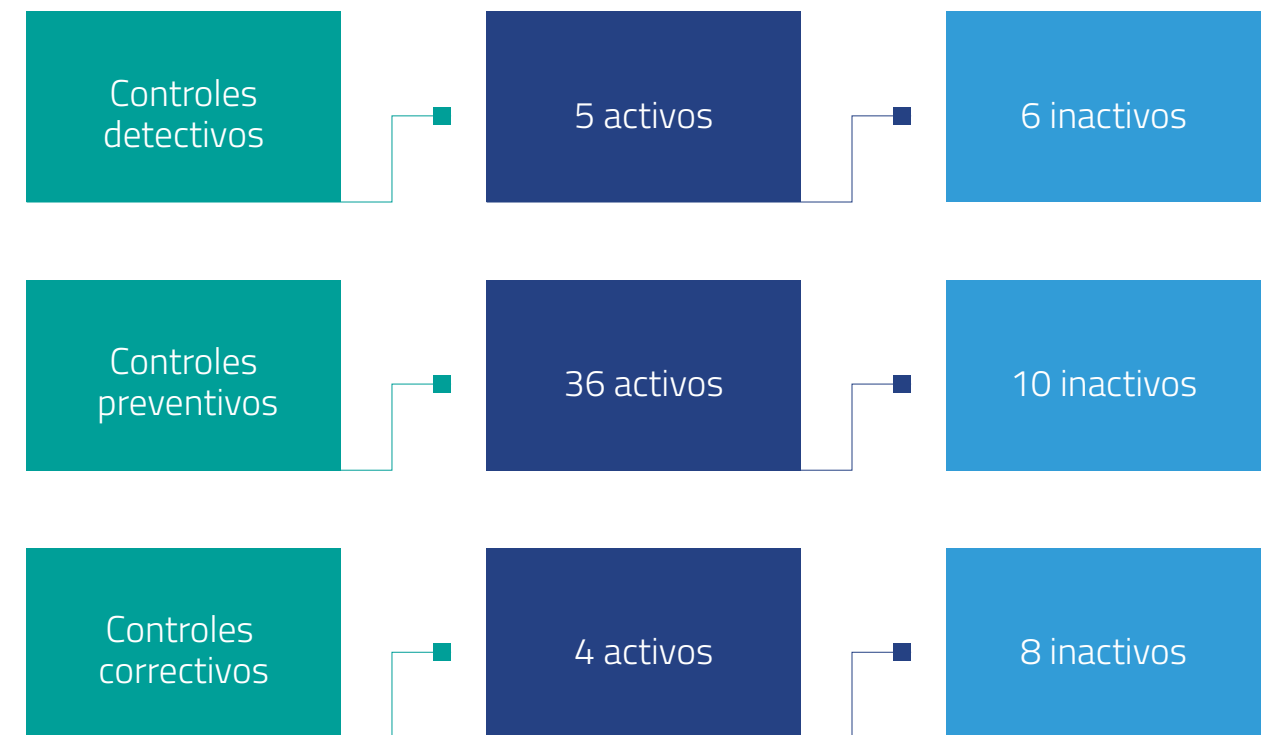 Controles
detectivos
5 activos
6 inactivos
Controles
preventivos
36 activos
10 inactivos
Controles
correctivos
4 activos
8 inactivos